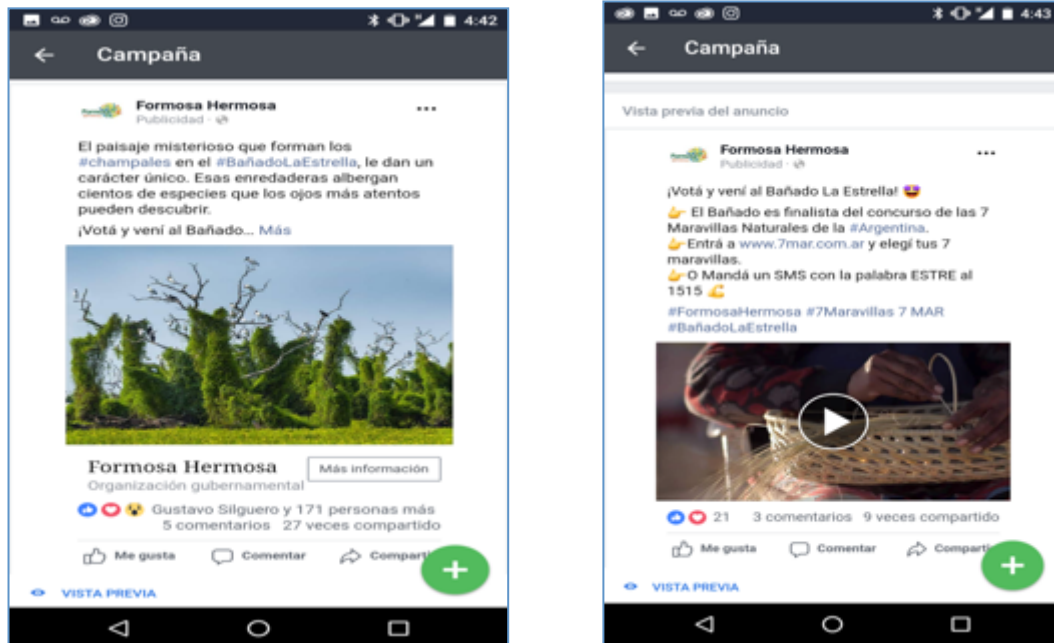 4:42
Campaña
Formosa Hermosa
Publicidad ·
El paisaje misterioso que forman los
#champales en el #BañadoLaEstrella, le dan un
carácter único. Esas enredaderas albergan
cientos de especies que los ojos más atentos
pueden descubrir.
¡Votá y vení al Bañado... Más
Formosa Hermosa
Más información
Organización gubernamental
Gustavo Silguero y 171 personas más
5 comentarios 27 veces compartido
Me gusta Comentar Comparti
VISTA PREVIA
4:43
Campaña
Vista previa del anuncio
Formosa Hermosa
Publicidad ·
¡Votá y vení al Bañado La Estrella! 🤩
👉 El Bañado es finalista del concurso de las 7
Maravillas Naturales de la #Argentina.
👉Entrá a www.7mar.com.ar y elegí tus 7
maravillas.
👉O Mandá un SMS con la palabra ESTRE al
1515 💪
#FormosaHermosa #7Maravillas 7 MAR
#BañadoLaEstrella
21 3 comentarios 9 veces compartido
Me gusta Comentar Comparti
VISTA PREVIA